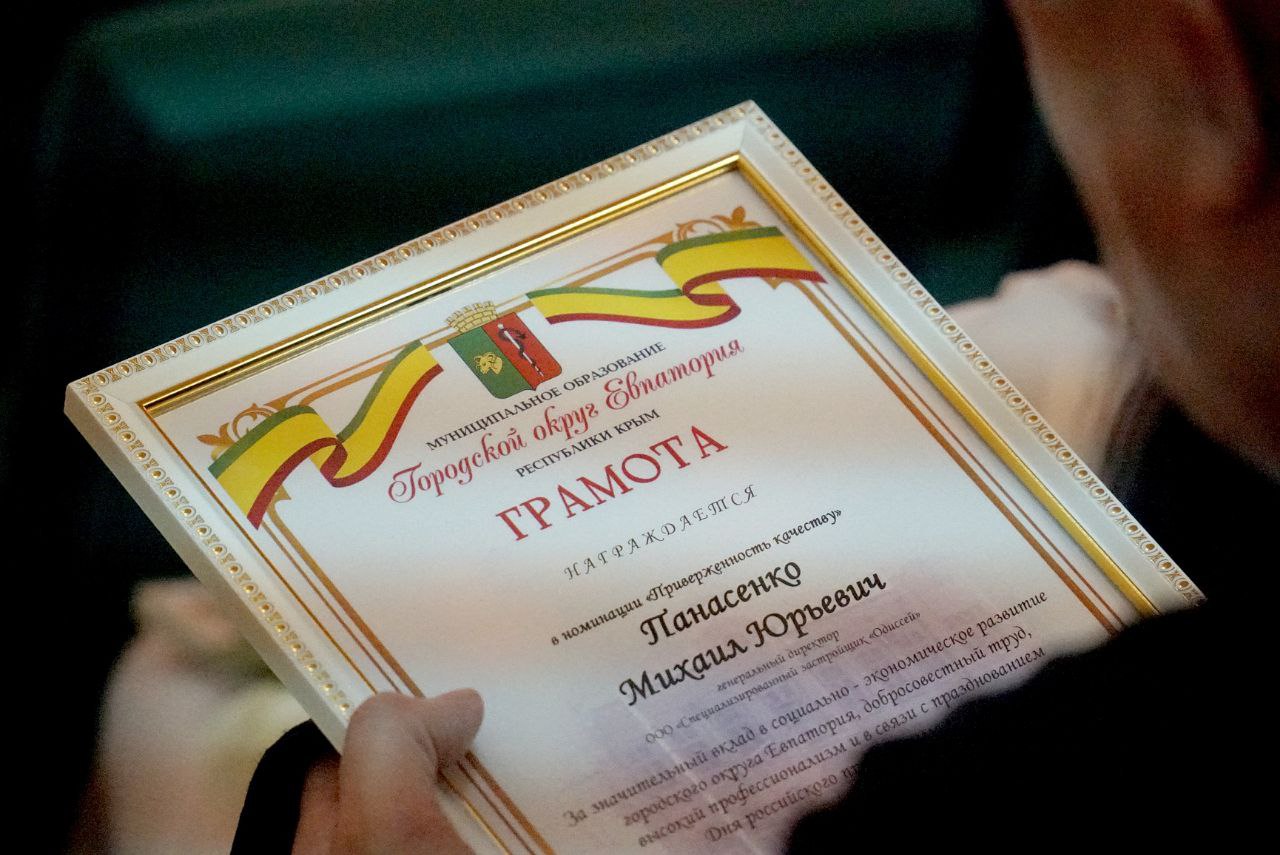 МУНИЦИПАЛЬНОЕ ОБРАЗОВАНИЕ
Городской округ Евпатория
РЕСПУБЛИКИ КРЫМ
ГРАМОТА
НАГРАЖДАЕТСЯ
в номинации «Приверженность качеству»
Панасенко
Михаил Юрьевич
генеральный директор
ООО «Специализированный застройщик «Одиссей»
За значительный вклад в социально - экономическое развитие
городского округа Евпатория, добросовестный труд,
высокий профессионализм и в связи с празднованием
Дня российского